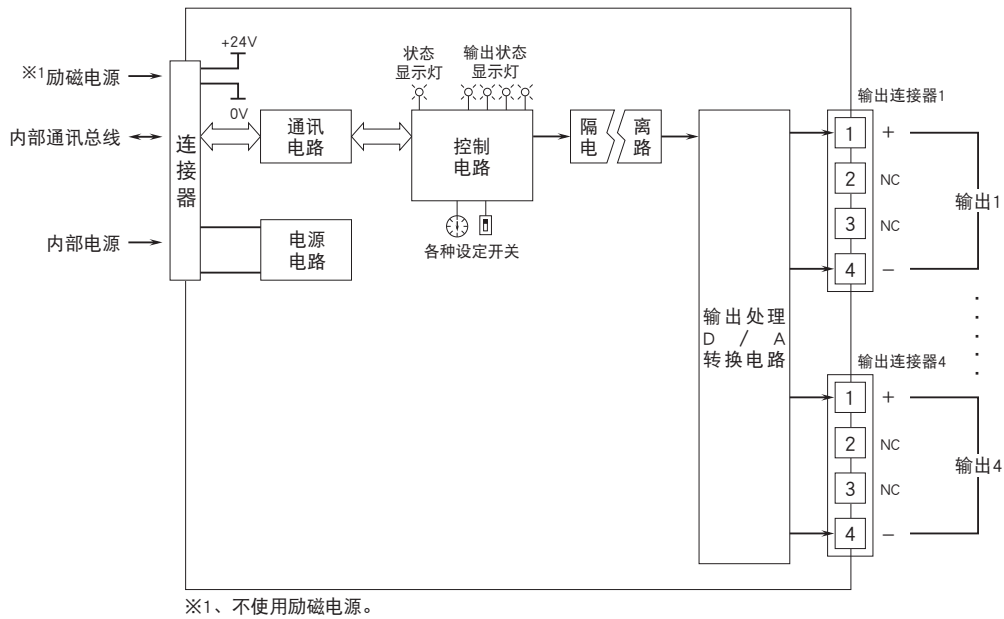 +24V
※1励磁电源
0V
内部通讯总线
内部电源
连接器
通讯
电路
电源
电路
状态
显示灯
输出状态
显示灯
控制
电路
各种设定开关
隔 离
电 路
输出处理
D / A
转换电路
输出连接器1
1 +
2 NC
3 NC
4 −
输出1
输出连接器4
1 +
2 NC
3 NC
4 −
输出4
※1、不使用励磁电源。